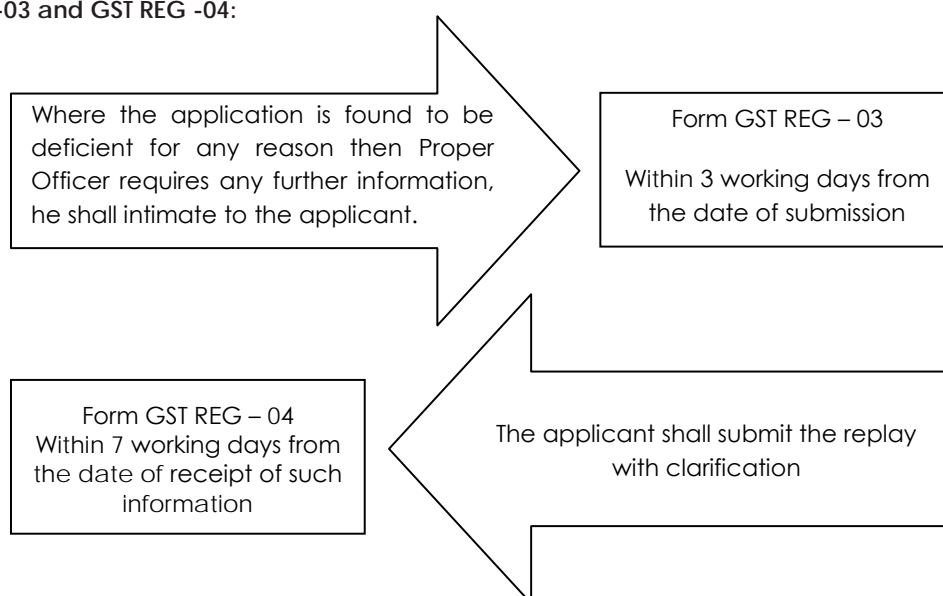 -03 and GST REG -04:
Where the application is found to be
deficient for any reason then Proper
Officer requires any further information,
he shall intimate to the applicant.
Form GST REG – 03
Within 3 working days from
the date of submission
Form GST REG – 04
Within 7 working days from
the date of receipt of such
information
The applicant shall submit the replay
with clarification